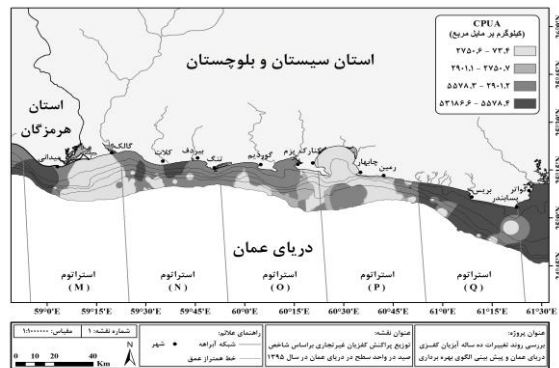 CPUA
(کیلوگرم بر مایل مربع)
۲۷۵۰.۶ - ۷۳.۴
۲۹۰۱.۱ - ۲۷۵۰.۷
۵۵۷۸.۳ - ۲۹۰۱.۲
۵۳۱۸۶.۶ - ۵۵۷۸.۴
استان سیستان و بلوچستان
استان
هرمزگان
میدانی
گالک
کلات
بیردف
تنگ
گوردیم
کنارک
پزم
چابهار
رمین
بریس
پسابندر
گواتر
دریای عمان
استراتوم
(M)
استراتوم
(N)
استراتوم
(O)
استراتوم
(P)
استراتوم
(Q)
59°0'E 59°15'E 59°30'E 59°45'E 60°0'E 60°15'E 60°30'E 60°45'E 61°0'E 61°15'E 61°30'E
عنوان پروژه:
بررسی روند تغییرات ده ساله آبزیان کفزی
دریای عمان و پیش بینی الگوی بهره برداری
عنوان نقشه:
توزیع پراکنش کفزیان غیرتجاری براساس شاخص
صید در واحد سطح در دریای عمان در سال ۱۳۹۵
راهنمای علائم:
شبکه آبراهه
شهر
خط همتراز عمق
شماره نقشه: ۱
مقیاس: ۱:۱۰۰۰۰۰۰
N
0 10 20 40
Km